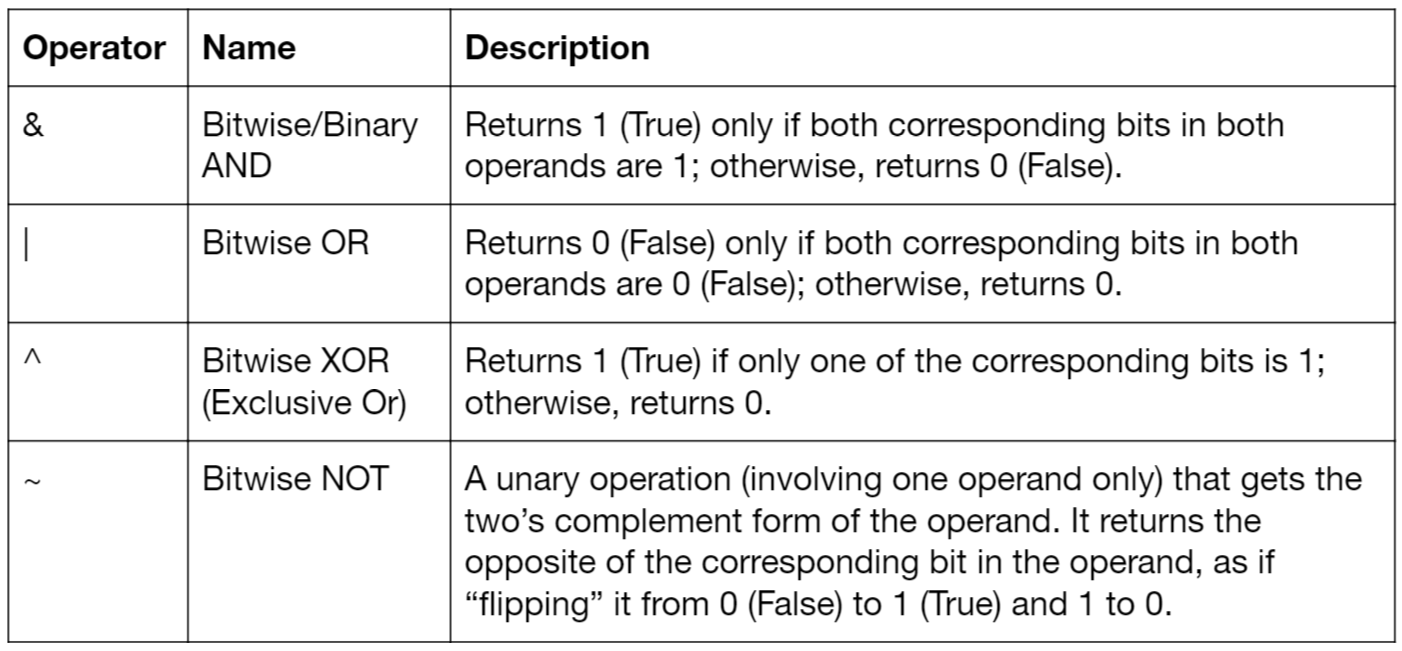 Operator Name Description
& Bitwise/Binary AND Returns 1 (True) only if both corresponding bits in both
operands are 1; otherwise, returns 0 (False).
| Bitwise OR Returns 0 (False) only if both corresponding bits in both
operands are 0 (False); otherwise, returns 0.
^ Bitwise XOR (Exclusive Or) Returns 1 (True) if only one of the corresponding bits is 1;
otherwise, returns 0.
~ Bitwise NOT A unary operation (involving one operand only) that gets the
two’s complement form of the operand. It returns the
opposite of the corresponding bit in the operand, as if
“flipping” it from 0 (False) to 1 (True) and 1 to 0.